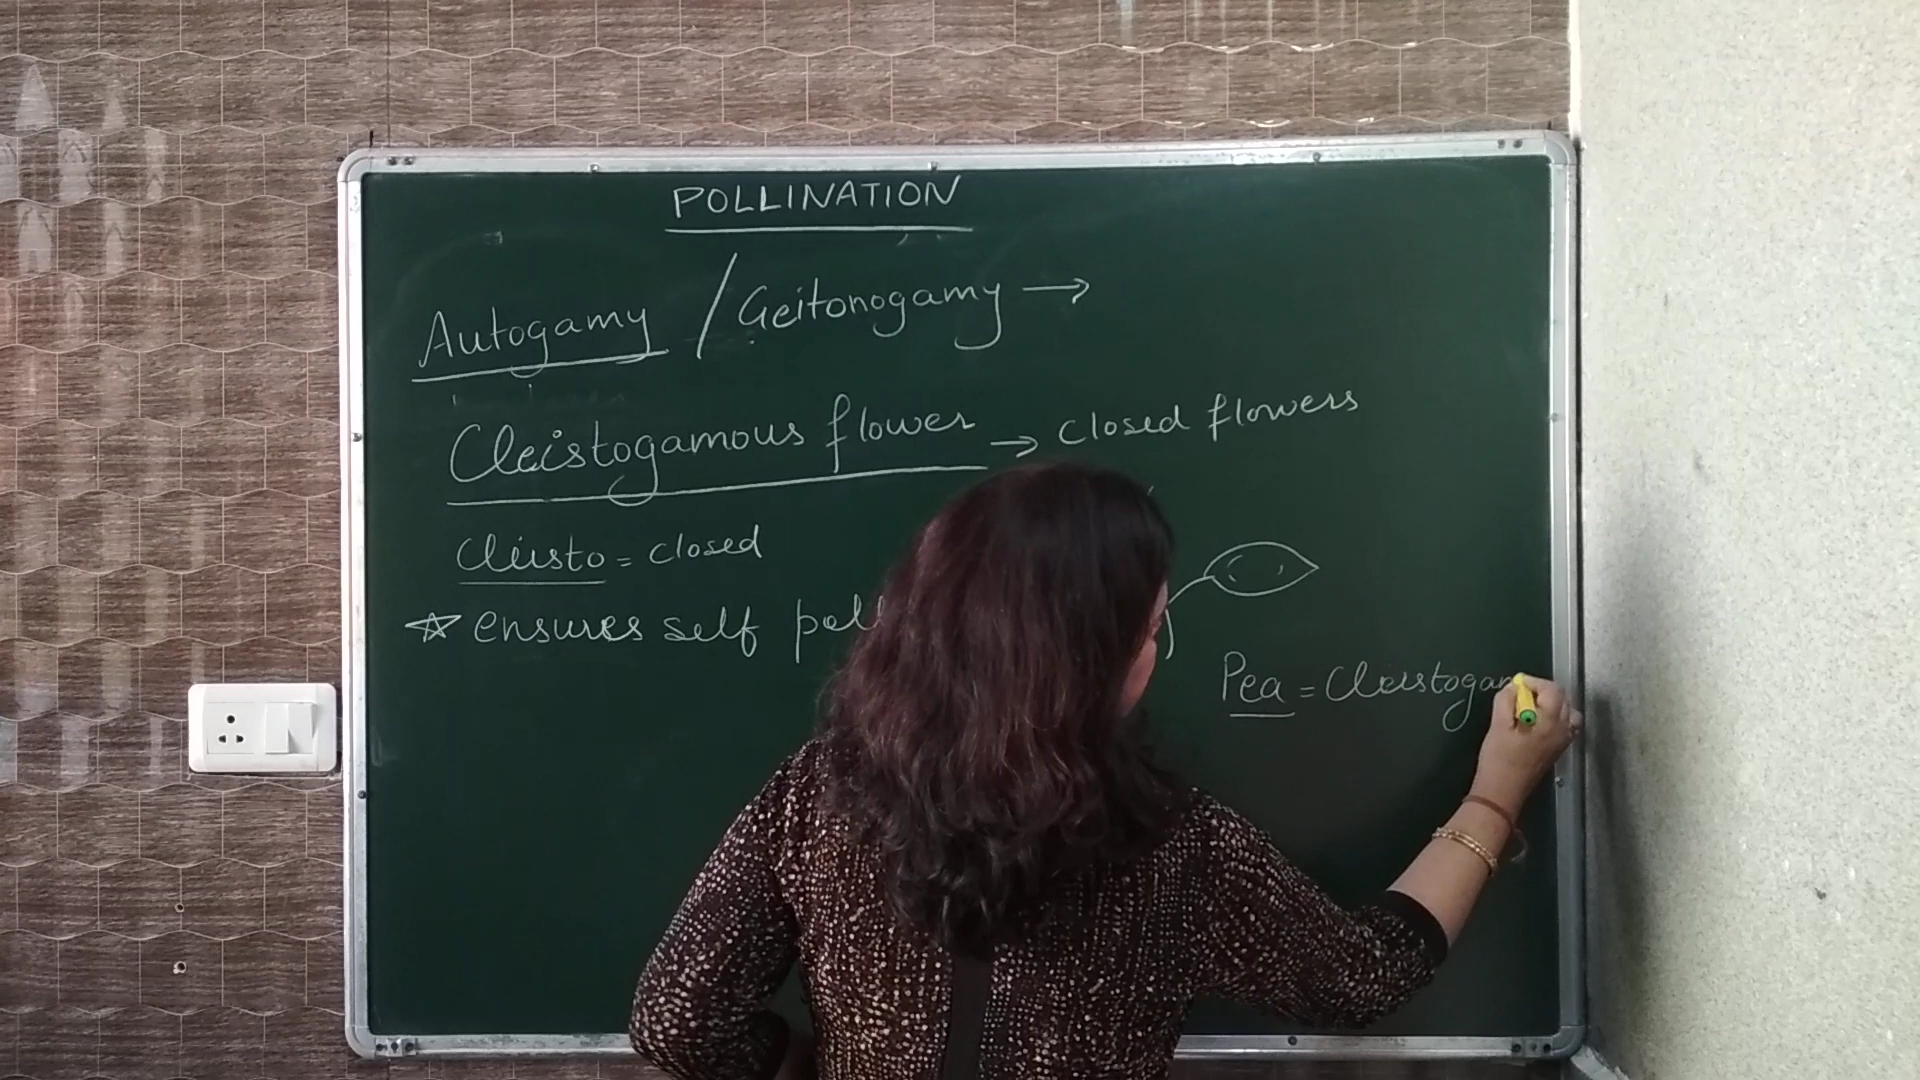 POLLINATION
Autogamy / Geitonogamy →
Cleistogamous flower → closed flowers
Cleisto = closed
☆ ensures self poll
Pea = Cleistogam